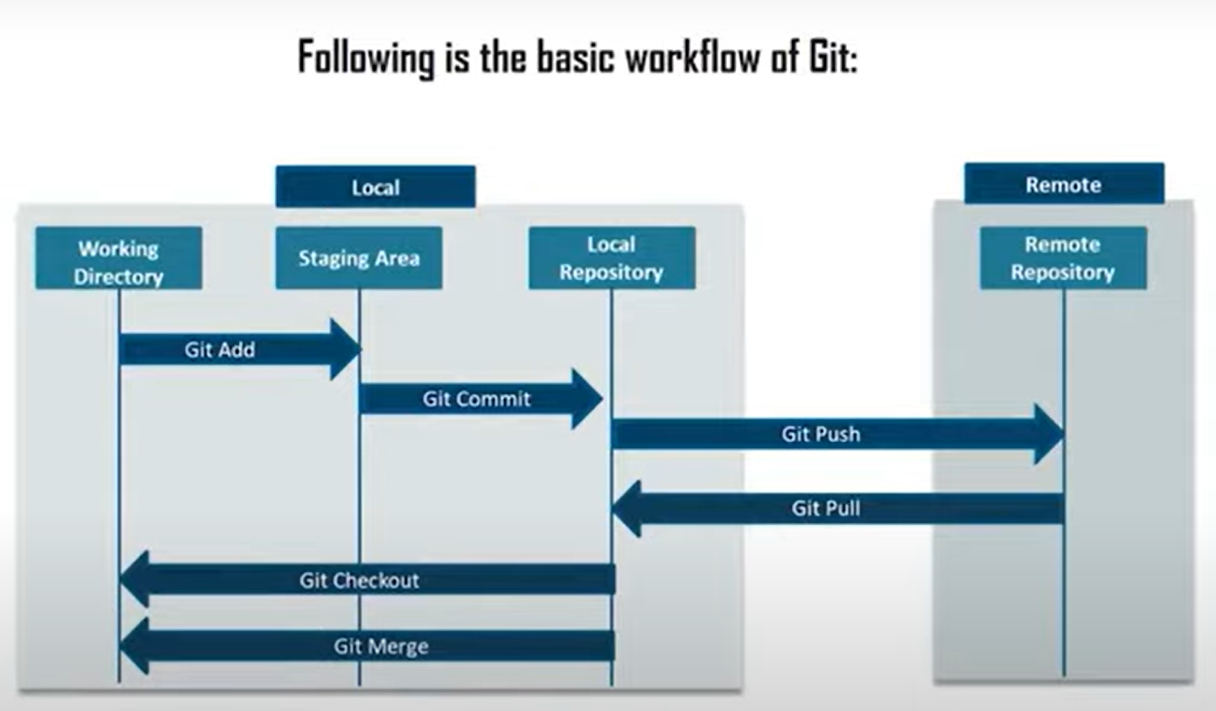 Following is the basic workflow of Git:
Local
Remote
Working
Directory
Staging Area
Local
Repository
Remote
Repository
Git Add
Git Commit
Git Push
Git Pull
Git Checkout
Git Merge